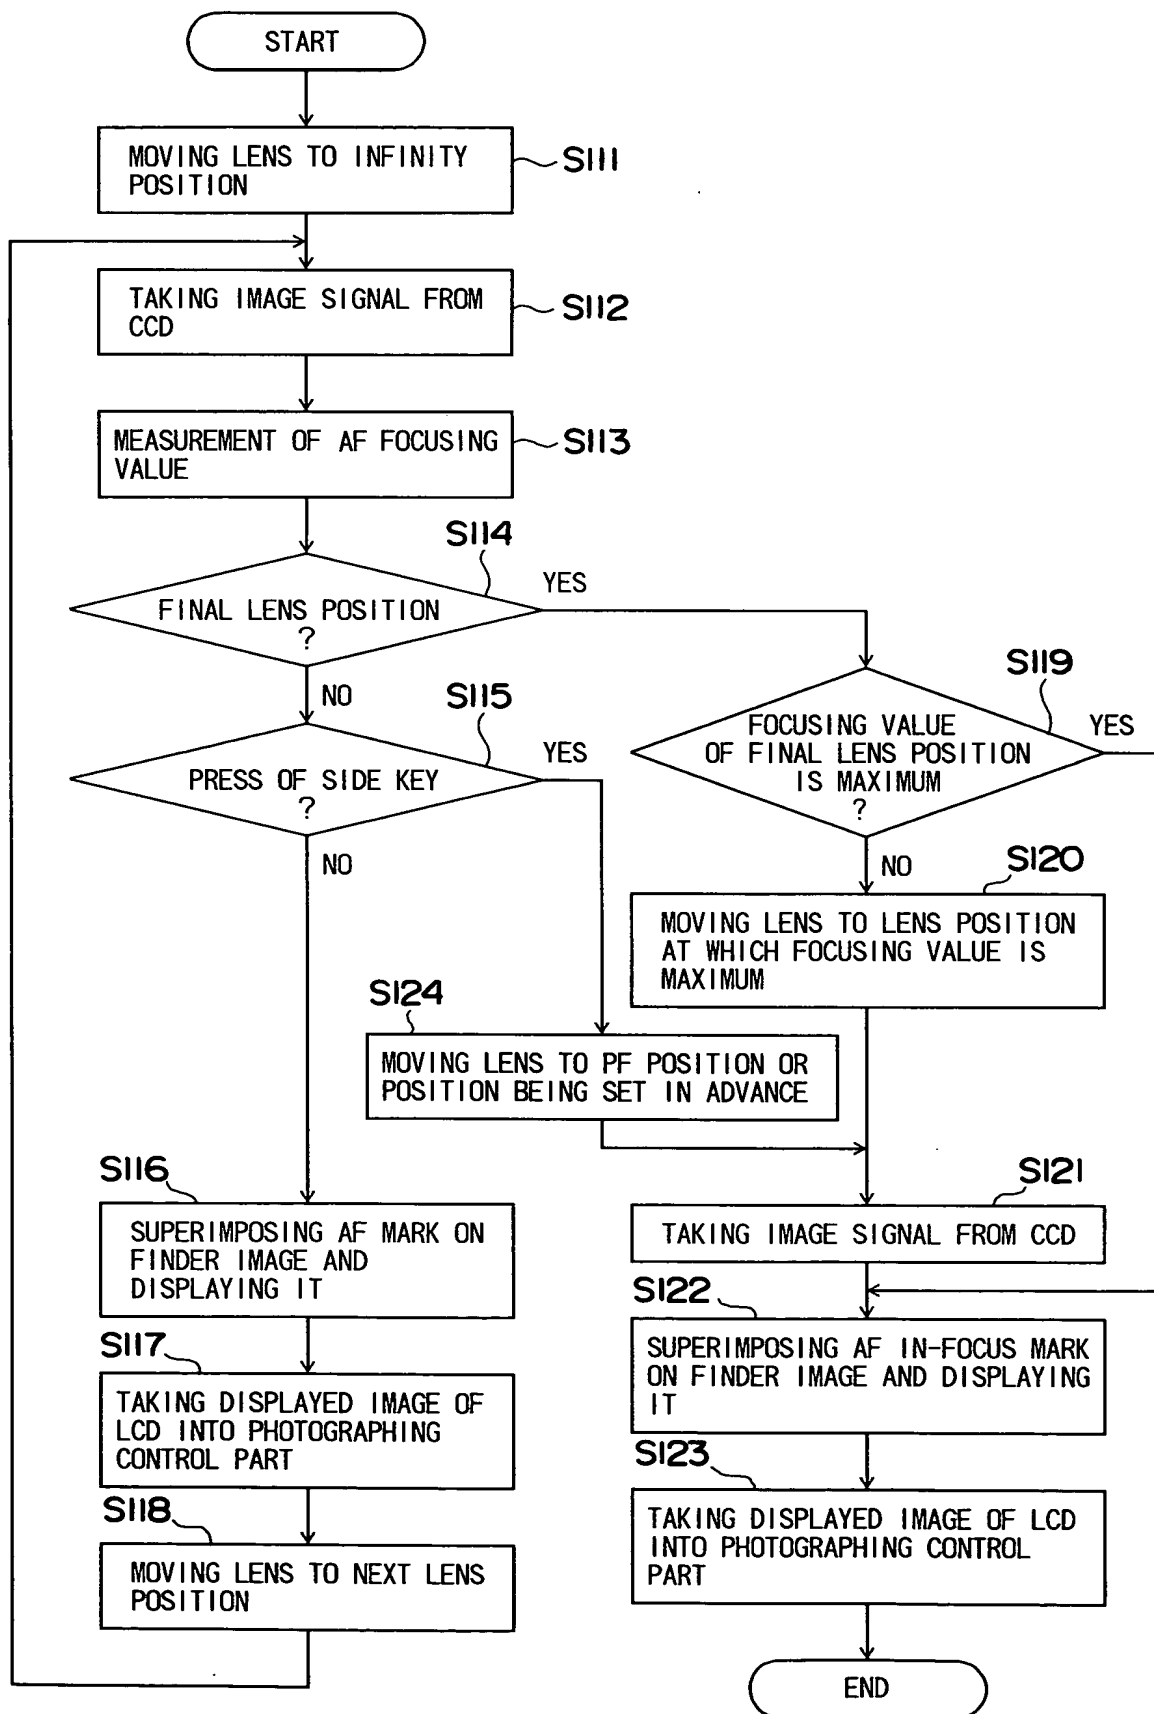 START
MOVING LENS TO INFINITY
POSITION
S111
TAKING IMAGE SIGNAL FROM
CCD
S112
MEASUREMENT OF AF FOCUSING
VALUE
S113
S114
FINAL LENS POSITION
?
YES
NO
S115
PRESS OF SIDE KEY
?
YES
NO
S119
FOCUSING VALUE
OF FINAL LENS POSITION
IS MAXIMUM
?
YES
NO
S120
MOVING LENS TO LENS POSITION
AT WHICH FOCUSING VALUE IS
MAXIMUM
S124
MOVING LENS TO PF POSITION OR
POSITION BEING SET IN ADVANCE
S116
SUPERIMPOSING AF MARK ON
FINDER IMAGE AND
DISPLAYING IT
S117
TAKING DISPLAYED IMAGE OF
LCD INTO PHOTOGRAPHING
CONTROL PART
S118
MOVING LENS TO NEXT LENS
POSITION
S121
TAKING IMAGE SIGNAL FROM CCD
S122
SUPERIMPOSING AF IN-FOCUS MARK
ON FINDER IMAGE AND DISPLAYING
IT
S123
TAKING DISPLAYED IMAGE OF LCD
INTO PHOTOGRAPHING CONTROL
PART
END